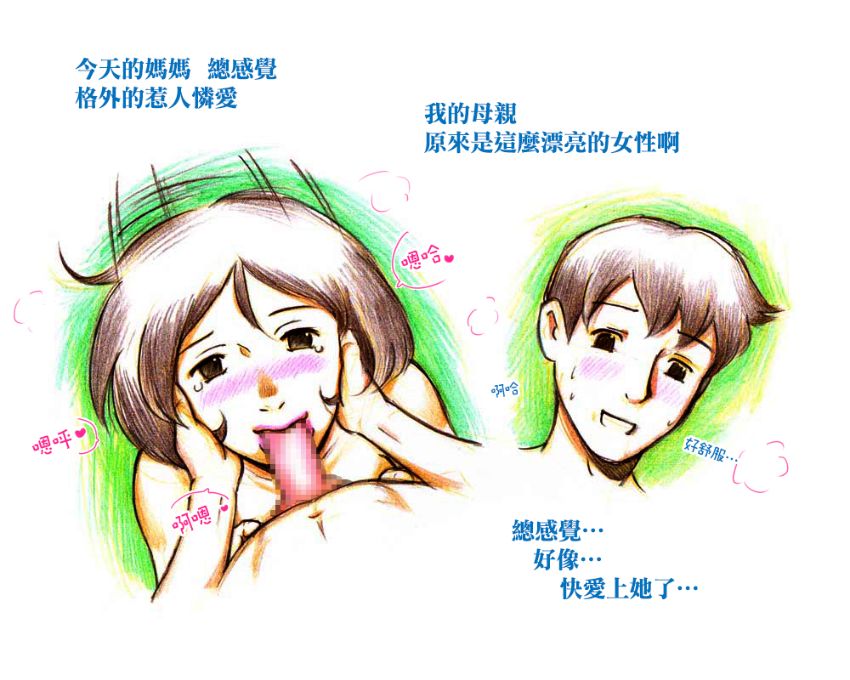 今天的媽媽 總感覺
格外的惹人憐愛
我的母親
原來是這麼漂亮的女性啊
嗯哈♥
嗯呼♥
啊嗯♥
啊哈
好舒服…
總感覺…
好像…
快愛上她了…